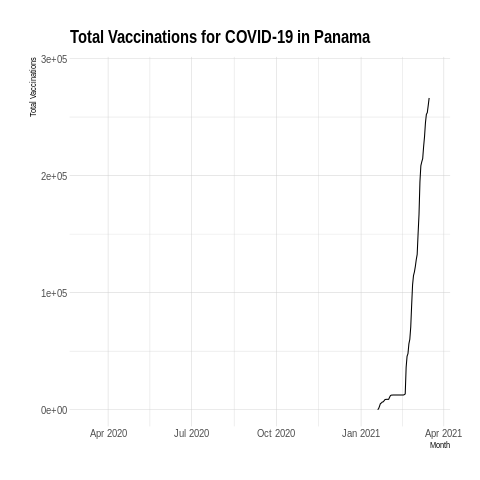 Total Vaccinations for COVID-19 in Panama
Total Vaccinations
3e+05
2e+05
1e+05
0e+00
Apr 2020 Jul 2020 Oct 2020 Jan 2021 Apr 2021
Month